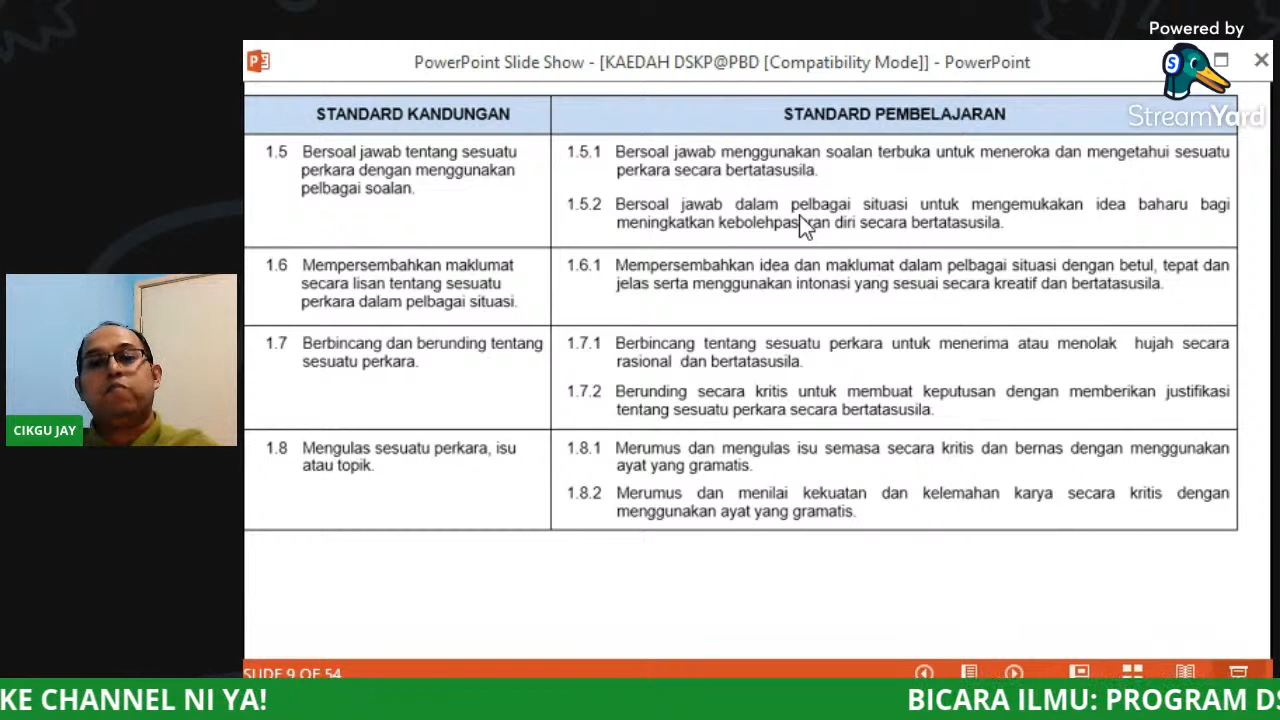 Powered by
StreamYard
PowerPoint Slide Show - [KAEDAH DSKP@PBD [Compatibility Mode]] - PowerPoint
STANDARD KANDUNGAN
STANDARD PEMBELAJARAN
1.5 Bersoal jawab tentang sesuatu
perkara dengan menggunakan
pelbagai soalan.
1.5.1 Bersoal jawab menggunakan soalan terbuka untuk meneroka dan mengetahui sesuatu
perkara secara bertatasusila.
1.5.2 Bersoal jawab dalam pelbagai situasi untuk mengemukakan idea baharu bagi
meningkatkan kebolehpasaran diri secara bertatasusila.
1.6 Mempersembahkan maklumat
secara lisan tentang sesuatu
perkara dalam pelbagai situasi.
1.6.1 Mempersembahkan idea dan maklumat dalam pelbagai situasi dengan betul, tepat dan
jelas serta menggunakan intonasi yang sesuai secara kreatif dan bertatasusila.
1.7 Berbincang dan berunding tentang
sesuatu perkara.
1.7.1 Berbincang tentang sesuatu perkara untuk menerima atau menolak hujah secara
rasional dan bertatasusila.
1.7.2 Berunding secara kritis untuk membuat keputusan dengan memberikan justifikasi
tentang sesuatu perkara secara bertatasusila.
1.8 Mengulas sesuatu perkara, isu
atau topik.
1.8.1 Merumus dan mengulas isu semasa secara kritis dan bernas dengan menggunakan
ayat yang gramatis.
1.8.2 Merumus dan menilai kekuatan dan kelemahan karya secara kritis dengan
menggunakan ayat yang gramatis.
CIKGU JAY
SLIDE 9 OF 54
KE CHANNEL NI YA!
BICARA ILMU: PROGRAM DS